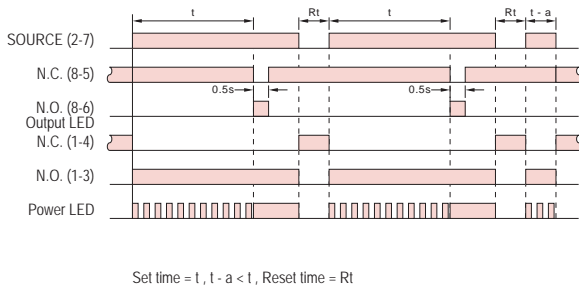 t Rt t Rt t - a
SOURCE (2-7)
N.C. (8-5)
0.5s 0.5s
N.O. (8-6)
Output LED
N.C. (1-4)
N.O. (1-3)
Power LED
Set time = t , t - a < t , Reset time = Rt